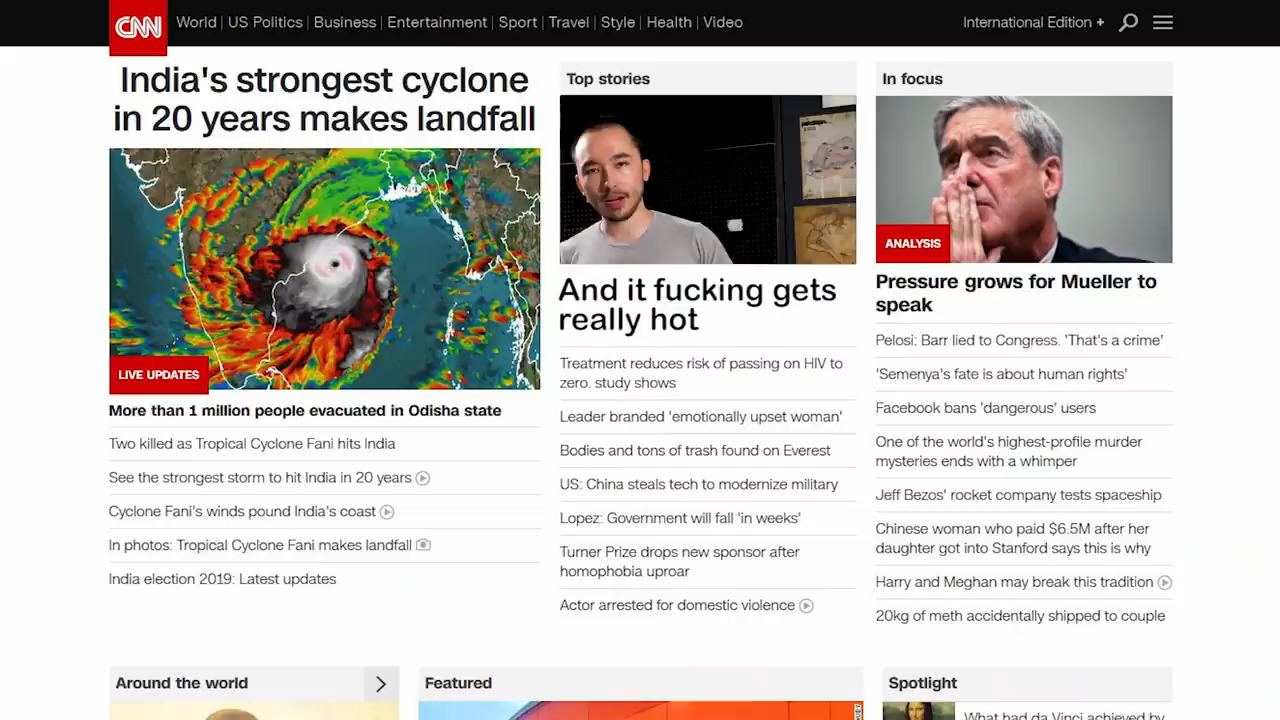 CNN
World | US Politics | Business | Entertainment | Sport | Travel | Style | Health | Video
International Edition +
India's strongest cyclone
in 20 years makes landfall
LIVE UPDATES
More than 1 million people evacuated in Odisha state
Two killed as Tropical Cyclone Fani hits India
See the strongest storm to hit India in 20 years
Cyclone Fani's winds pound India's coast
In photos: Tropical Cyclone Fani makes landfall
India election 2019: Latest updates
Top stories
And it fucking gets
really hot
Treatment reduces risk of passing on HIV to
zero. study shows
Leader branded 'emotionally upset woman'
Bodies and tons of trash found on Everest
US: China steals tech to modernize military
Lopez: Government will fall 'in weeks'
Turner Prize drops new sponsor after
homophobia uproar
Actor arrested for domestic violence
In focus
ANALYSIS
Pressure grows for Mueller to
speak
Pelosi: Barr lied to Congress. 'That's a crime'
'Semenya's fate is about human rights'
Facebook bans 'dangerous' users
One of the world's highest-profile murder
mysteries ends with a whimper
Jeff Bezos' rocket company tests spaceship
Chinese woman who paid $6.5M after her
daughter got into Stanford says this is why
Harry and Meghan may break this tradition
20kg of meth accidentally shipped to couple
Around the world
Featured
Spotlight
What had da Vinci achieved by